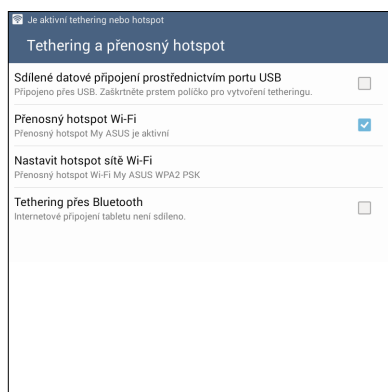 Je aktivní tethering nebo hotspot
Tethering a přenosný hotspot
Sdílené datové připojení prostřednictvím portu USB
Připojeno přes USB. Zaškrtněte prstem políčko pro vytvoření tetheringu.
Přenosný hotspot Wi-Fi
Přenosný hotspot My ASUS je aktivní
Nastavit hotspot sítě Wi-Fi
Přenosný hotspot Wi-Fi My ASUS WPA2 PSK
Tethering přes Bluetooth
Internetové připojení tabletu není sdíleno.